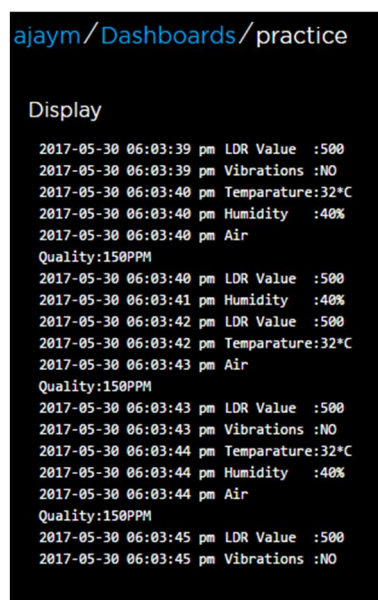 ajaym/Dashboards/practice
Display
2017-05-30 06:03:39 pm LDR Value :500
2017-05-30 06:03:39 pm Vibrations :NO
2017-05-30 06:03:40 pm Temparature:32*C
2017-05-30 06:03:40 pm Humidity :40%
2017-05-30 06:03:40 pm Air
Quality:150PPM
2017-05-30 06:03:40 pm LDR Value :500
2017-05-30 06:03:41 pm Humidity :40%
2017-05-30 06:03:42 pm LDR Value :500
2017-05-30 06:03:42 pm Temparature:32*C
2017-05-30 06:03:43 pm Air
Quality:150PPM
2017-05-30 06:03:43 pm LDR Value :500
2017-05-30 06:03:43 pm Vibrations :NO
2017-05-30 06:03:44 pm Temparature:32*C
2017-05-30 06:03:44 pm Humidity :40%
2017-05-30 06:03:44 pm Air
Quality:150PPM
2017-05-30 06:03:45 pm LDR Value :500
2017-05-30 06:03:45 pm Vibrations :NO